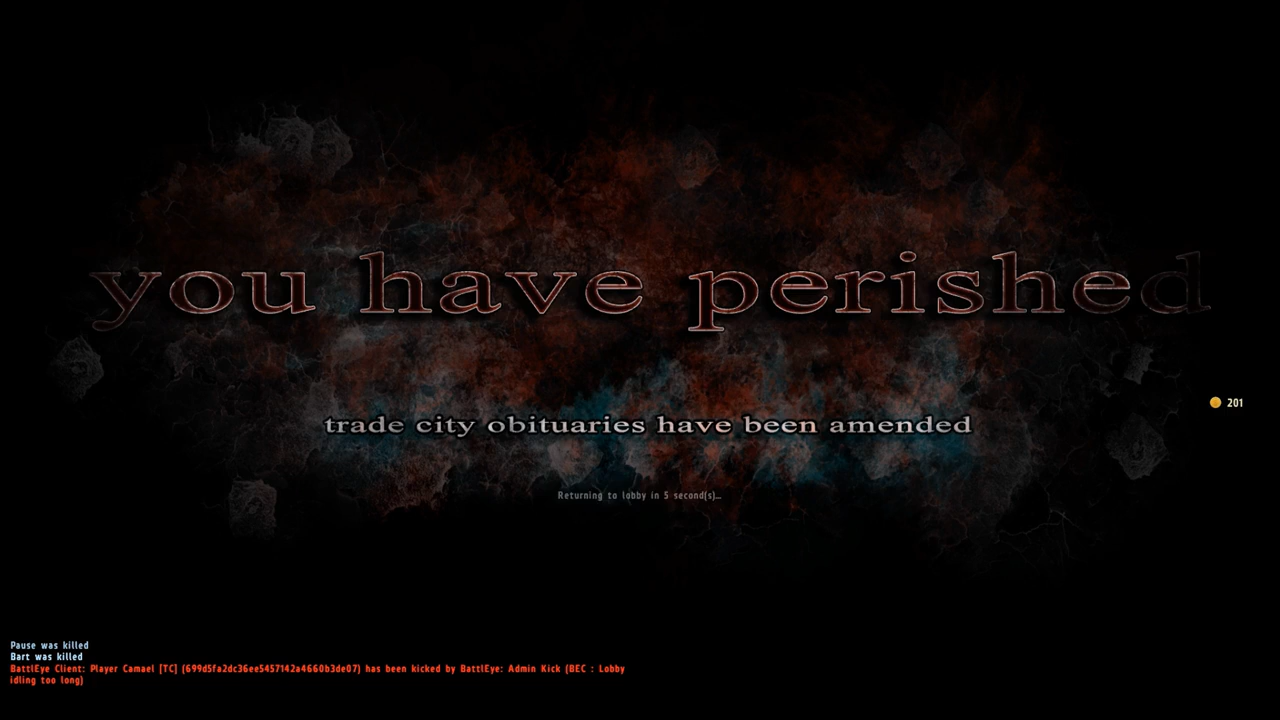 you have perished
201
trade city obituaries have been amended
Returning to lobby in 5 second(s)...
Pause was killed
Bart was killed
BattlEye Client: Player Camael [TC] (699d5fa2dc36ee5457142a4660b3de07) has been kicked by BattlEye: Admin Kick (BEC : Lobby
idling too long)